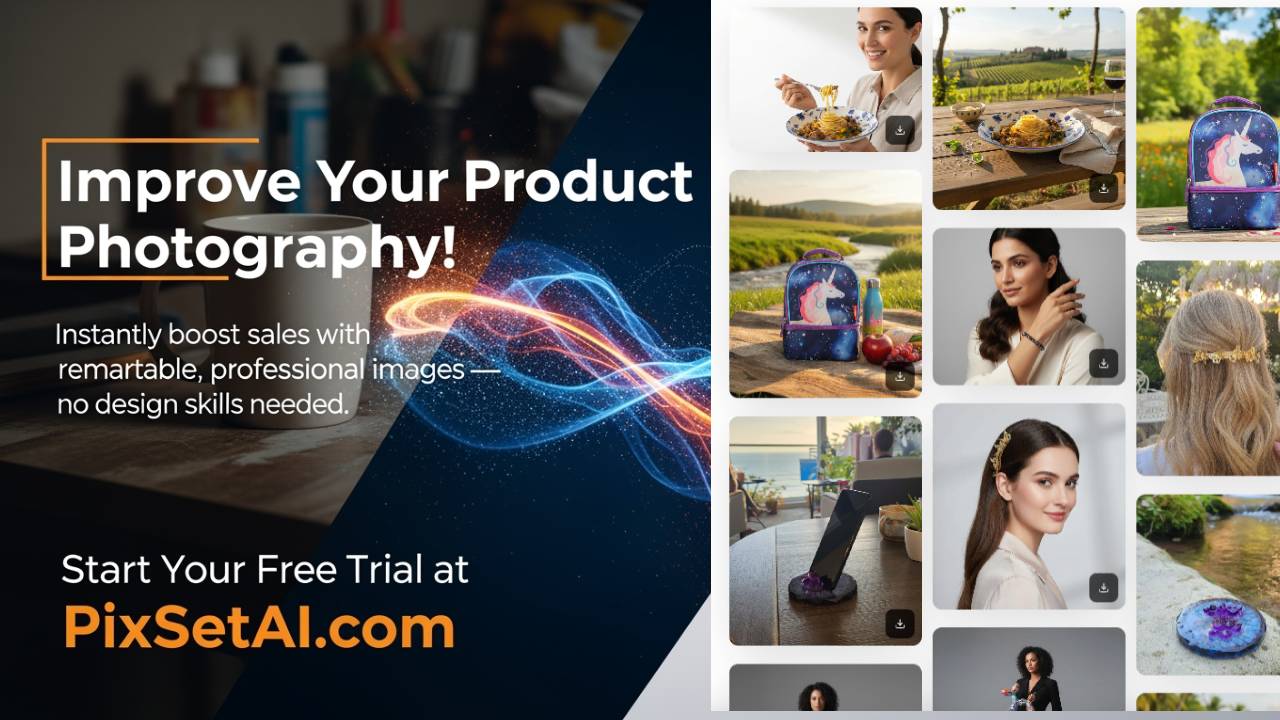 Improve Your Product
Photography!
Instantly boost sales with
remartable, professional images —
no design skills needed.
Start Your Free Trial at
PixSetAI.com